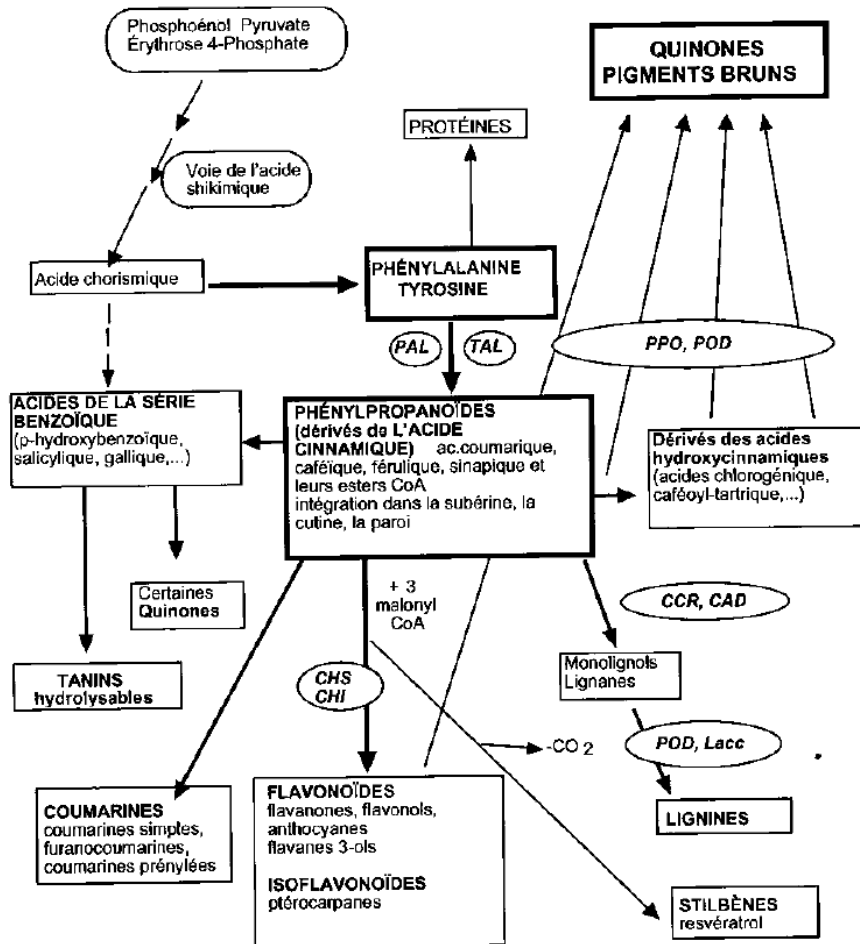 Phosphoénol Pyruvate
Érythrose 4-Phosphate
QUINONES
PIGMENTS BRUNS
PROTÉINES
Voie de l'acide
shikimique
Acide chorismique
PHÉNYLALANINE
TYROSINE
PAL
TAL
PPO, POD
ACIDES DE LA SÉRIE
BENZOÏQUE
(p-hydroxybenzoïque,
salicylique, gallique,...)
PHÉNYLPROPANOÏDES
(dérivés de L'ACIDE
CINNAMIQUE) ac.coumarique,
caféïque, férulique, sinapique et
leurs esters CoA
intégration dans la subérine, la
cutine, la paroi
Dérivés des acides
hydroxycinnamiques
(acides chlorogénique,
caféoyl-tartrique,...)
Certaines
Quinones
+ 3
malonyl
CoA
CCR, CAD
TANINS
hydrolysables
CHS
CHI
Monolignols
Lignanes
-CO 2
POD, Lacc
COUMARINES
coumarines simples,
furanocoumarines,
coumarines prénylées
FLAVONOÏDES
flavanones, flavonols,
anthocyanes
flavanes 3-ols
ISOFLAVONOÏDES
ptérocarpanes
LIGNINES
STILBÈNES
resvératrol